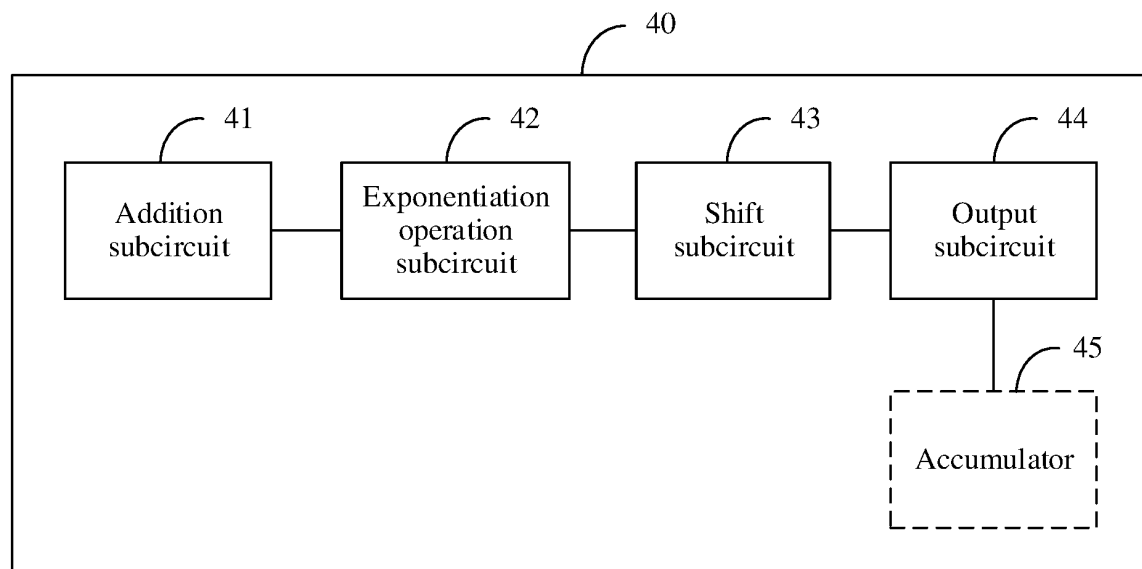 40
41
42
43
44
Addition
subcircuit
Exponentiation
operation
subcircuit
Shift
subcircuit
Output
subcircuit
45
Accumulator